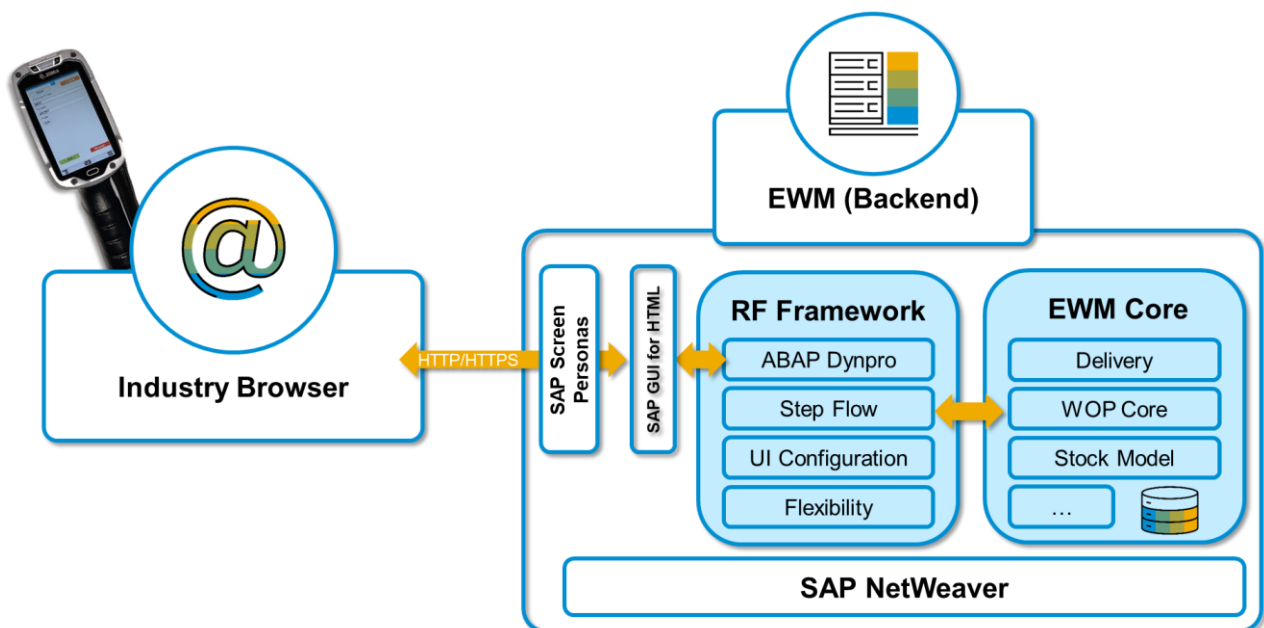 EWM (Backend)
Industry Browser
HTTP/HTTPS
SAP Screen
Personas
SAP GUI for HTML
RF Framework
ABAP Dynpro
Step Flow
UI Configuration
Flexibility
EWM Core
Delivery
WOP Core
Stock Model
...
SAP NetWeaver